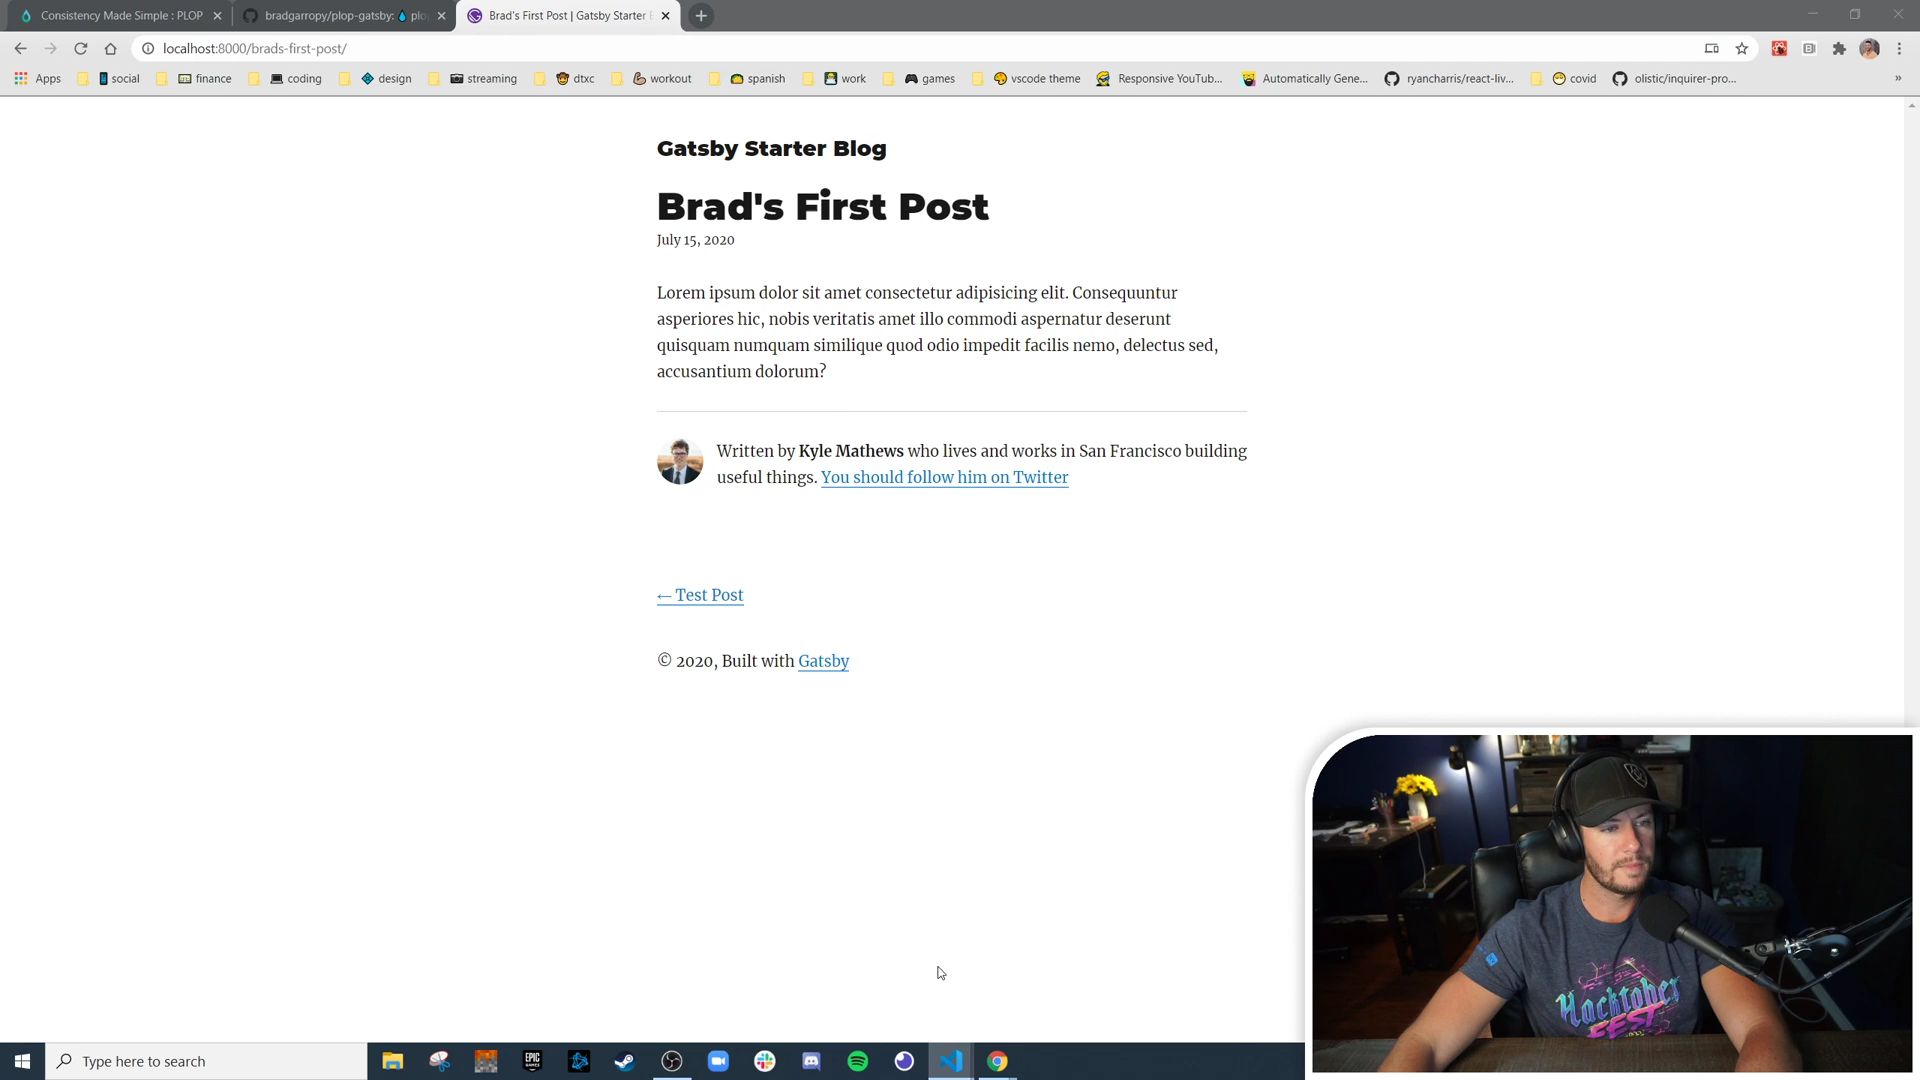 Consistency Made Simple : PLOP
bradgarropy/plop-gatsby: 💧 plo
Brad's First Post | Gatsby Starter B
localhost:8000/brads-first-post/
Apps
social
finance
coding
design
streaming
dtxc
workout
spanish
work
games
vscode theme
Responsive YouTub...
Automatically Gene...
ryancharris/react-liv...
covid
olistic/inquirer-pro...
»
Gatsby Starter Blog
Brad's First Post
July 15, 2020
Lorem ipsum dolor sit amet consectetur adipisicing elit. Consequuntur
asperiores hic, nobis veritatis amet illo commodi aspernatur deserunt
quisquam numquam similique quod odio impedit facilis nemo, delectus sed,
accusantium dolorum?
Written by Kyle Mathews who lives and works in San Francisco building
useful things. You should follow him on Twitter
← Test Post
© 2020, Built with Gatsby
Hacktober
FEST
Type here to search
EPIC
GAMES